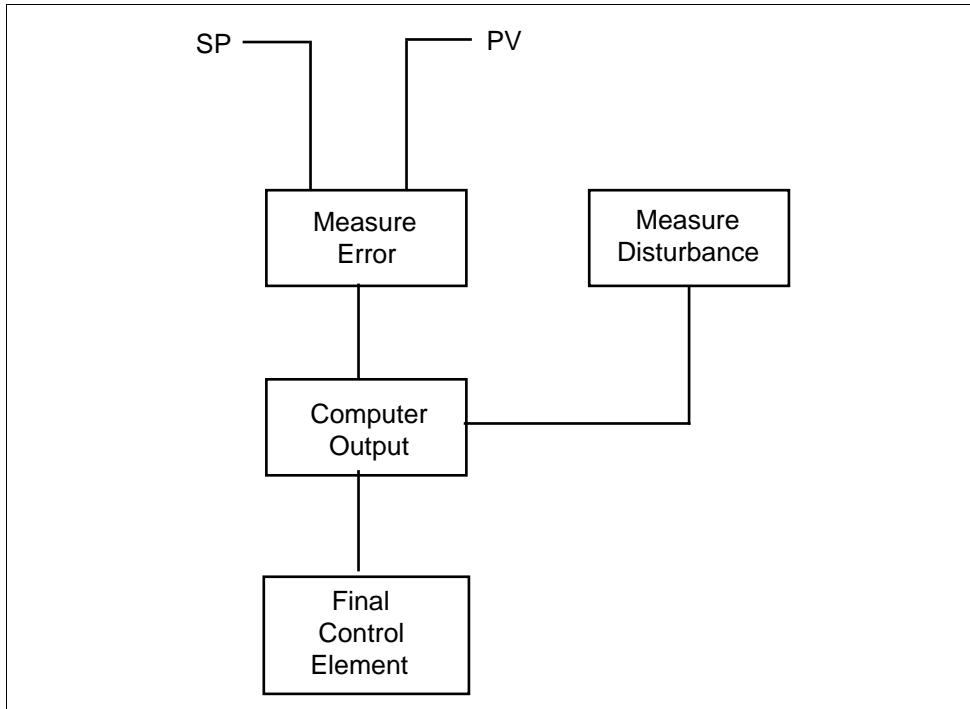 SP
PV
Measure
Error
Measure
Disturbance
Computer
Output
Final
Control
Element